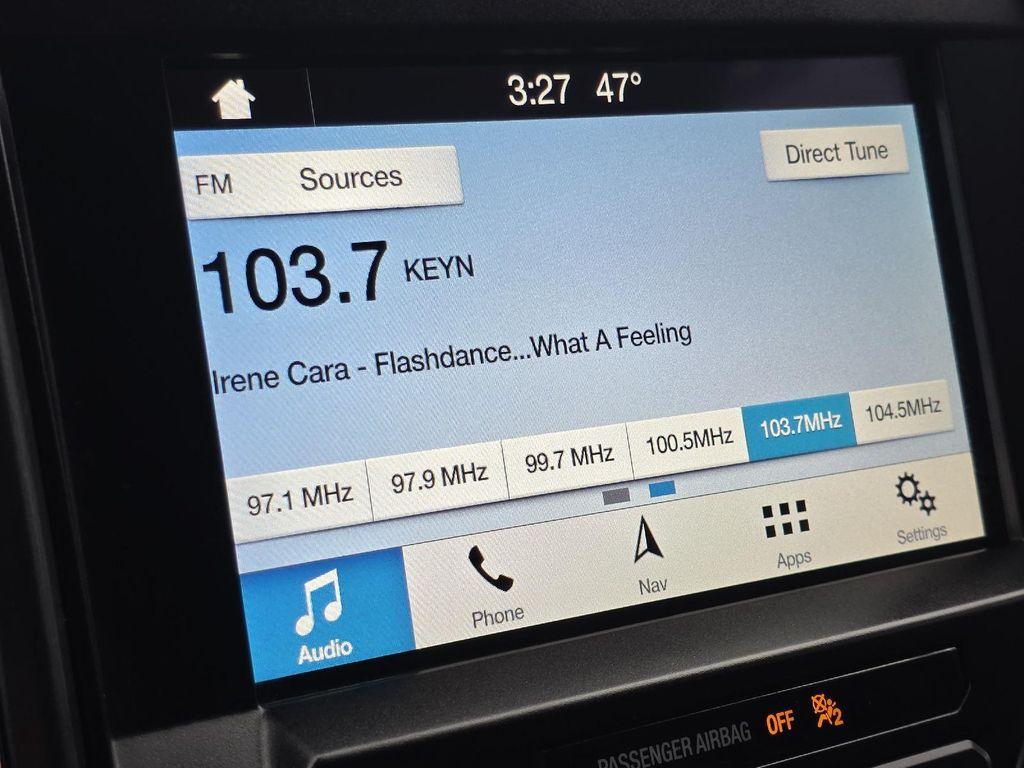 3:27 47°
FM Sources
Direct Tune
103.7 KEYN
Irene Cara - Flashdance...What A Feeling
97.1 MHz 97.9 MHz 99.7 MHz 100.5MHz 103.7MHz 104.5MHz
Audio Phone Nav Apps Settings
PASSENGER AIRBAG OFF 2